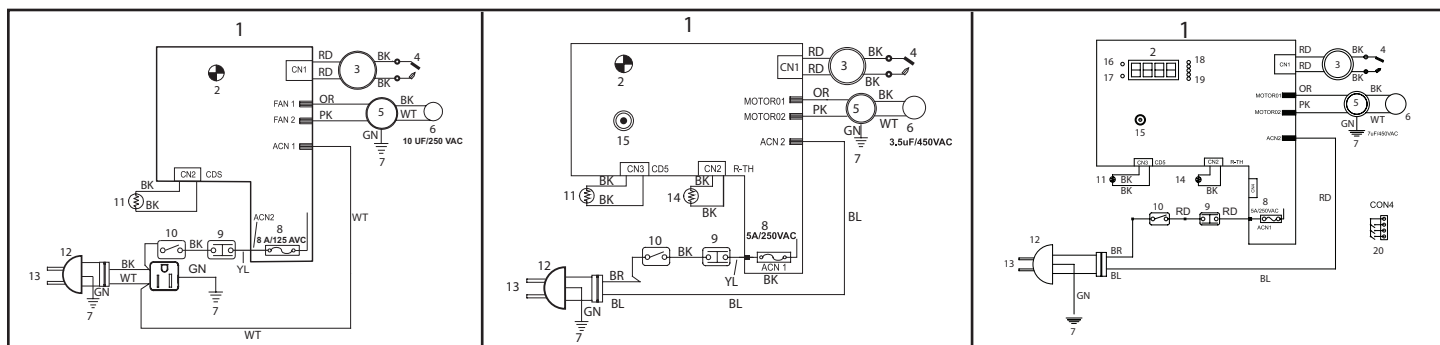 1
RD BK 4
CN1 3
RD BK
2
FAN 1 OR BK
5
FAN 2 PK WT 6
GN 10 UF/250 VAC
7
ACN 1
CN2 CDS
BK
11 BK
WT
ACN2 8
10 BK 9 8 A/125 AVC
YL
12 BK GN
13 WT
GN 7
7
WT
1
RD BK 4
CN1 3
RD BK
2
MOTOR01 OR BK
5
MOTOR02 PK WT 6
GN 3.5uF/450VAC
15 7
ACN 2
CN3 CD5 CN2 R-TH
BK BK
11 BK 14 BK
BL
8
10 BK 9 5A/250VAC
YL ACN 1
BK
12 BR
13
GN BL BL
7
1
2 RD BK 4
16 18 CN1 3
17 19 RD BK
MOTOR01 OR BK
5
MOTOR02 PK WT 6
GN 7uF/450VAC
15 7
ACN2
CN3 CD5 CN2 R-TH
11 BK 14 BK
BK BK
CN4
RD
8
10 RD 9 RD 5A/250VAC
ACN1
CON4
20
12 BR
13 BL BL
GN
7